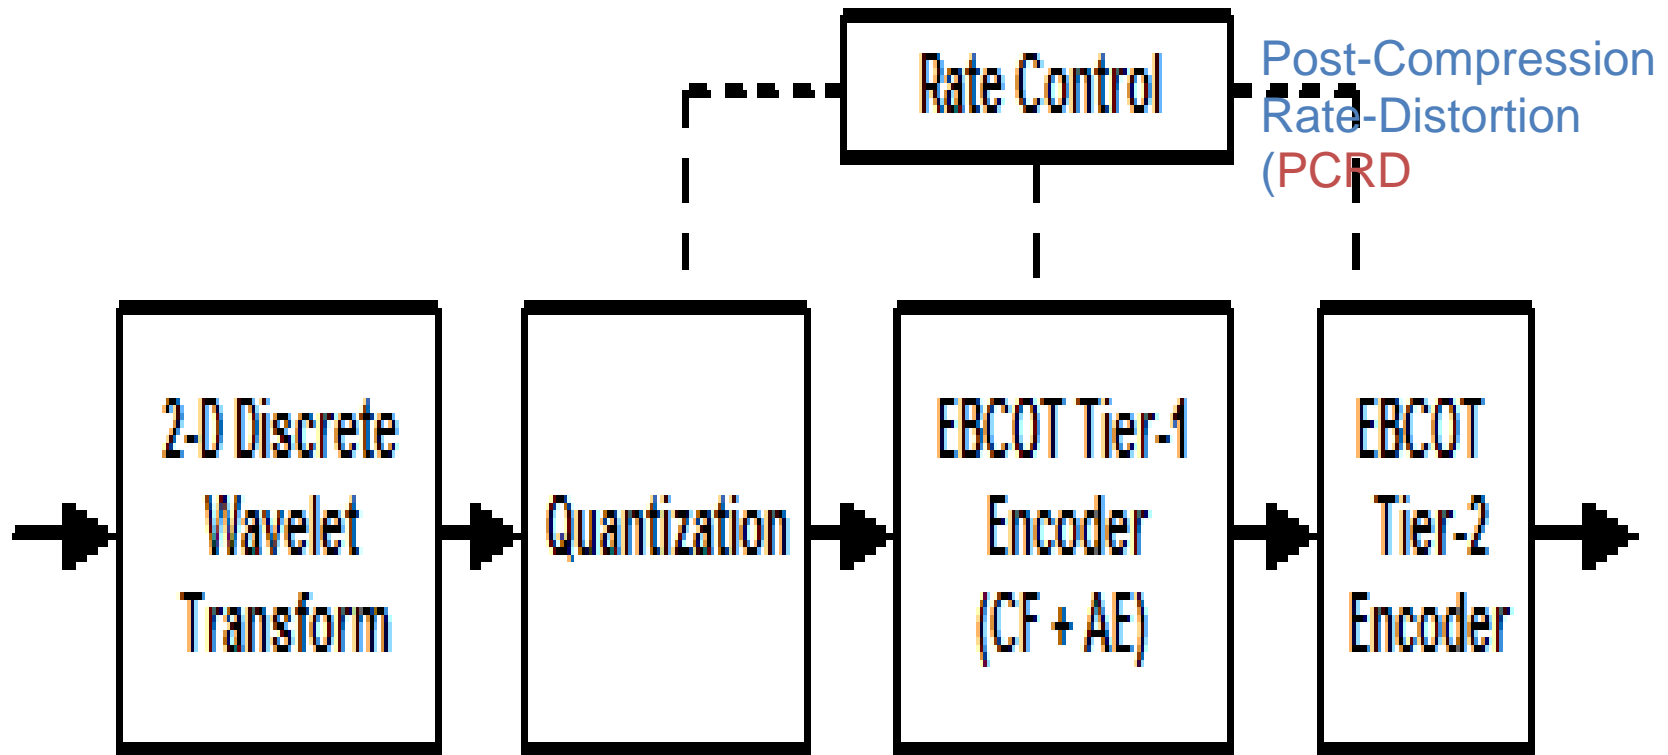 Rate Control
Post-Compression
Rate-Distortion
(PCRD
2-D Discrete
Wavelet
Transform
Quantization
EBCOT Tier-1
Encoder
(CF + AE)
EBCOT
Tier-2
Encoder